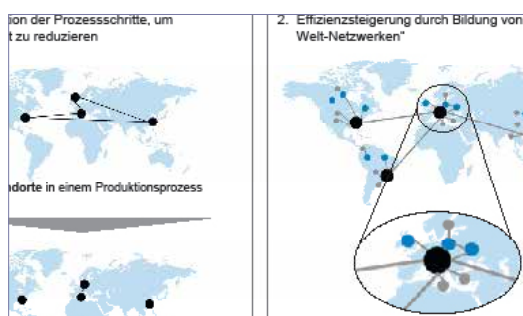 ion der Prozessschritte, um
t zu reduzieren
ndorte in einem Produktionsprozess
2. Effizienzsteigerung durch Bildung von
Welt-Netzwerken"